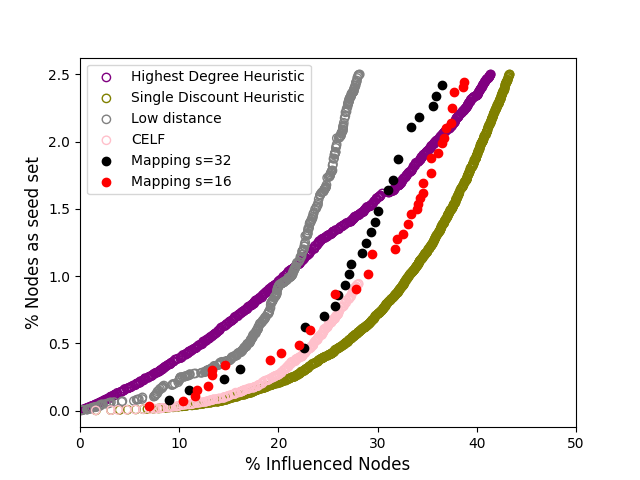 Highest Degree Heuristic
Single Discount Heuristic
Low distance
CELF
Mapping s=32
Mapping s=16
% Nodes as seed set
2.5
2.0
1.5
1.0
0.5
0.0
0 10 20 30 40 50
% Influenced Nodes